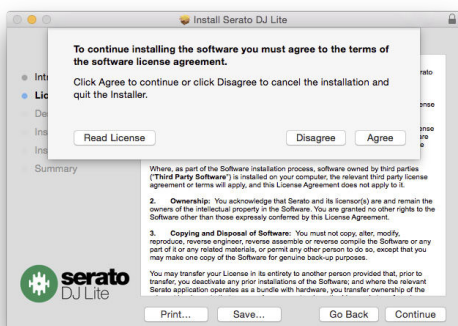 Install Serato DJ Lite
To continue installing the software you must agree to the terms of
the software license agreement.
Click Agree to continue or click Disagree to cancel the installation and
quit the Installer.
Read License
Disagree
Agree
Summary
Where, as part of the Software installation process, software owned by third parties
("Third Party Software") is installed on your computer, the relevant third party license
agreement or terms will apply, and this License Agreement does not apply to it.
2. Ownership: You acknowledge that Serato and its licensor(s) are and remain the
owners of the intellectual property in the Software. You are granted no other rights to the
Software other than those expressly conferred by this License Agreement.
3. Copying and Disposal of Software: You must not copy, alter, modify,
reproduce, reverse engineer, reverse assemble or reverse compile the Software or any
part of it or any related materials, or permit any other person to do so, except that you
may make one copy of the Software for genuine back-up purposes.
You may transfer your License in its entirety to another person provided that, prior to
transfer, you deactivate any prior installations of the Software; and where the relevant
Serato application operates as a bundle with hardware, you transfer ownership of the
serato
DJ Lite
Print...
Save...
Go Back
Continue